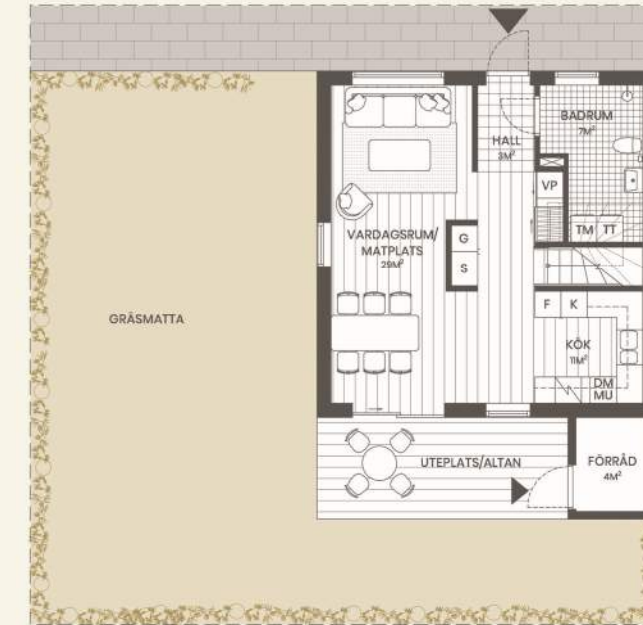 BADRUM
7M²
HALL
3M²
VP
TM TT
VARDAGSRUM/
MATPLATS
29M²
G
S
GRÄSMATTA
F K
KÖK
11M²
DM
MU
UTEPLATS/ALTAN
FÖRRÅD
4M²